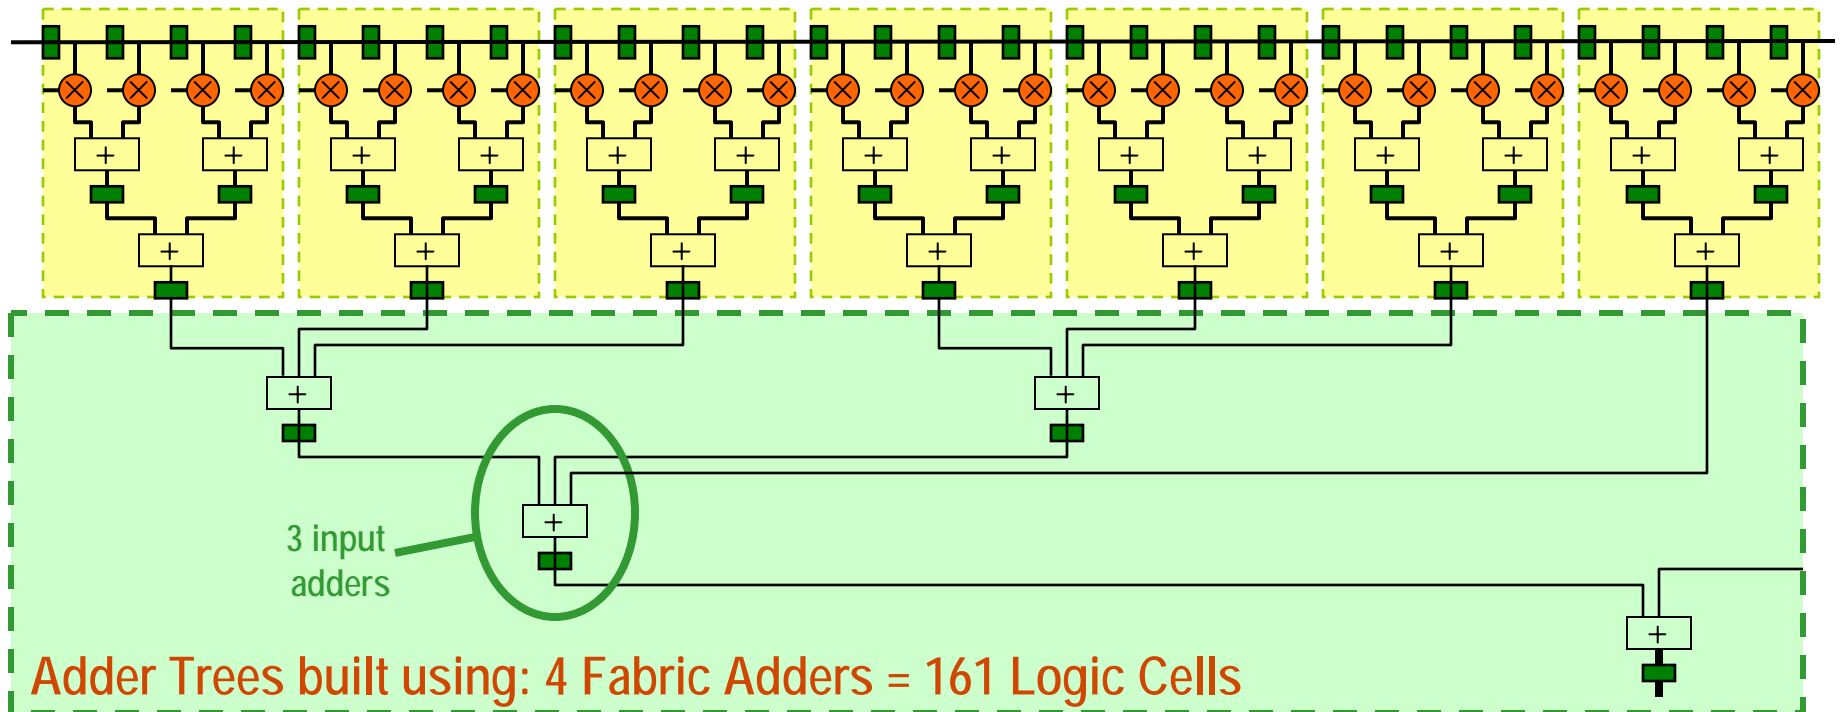 3 input
adders
Adder Trees built using: 4 Fabric Adders = 161 Logic Cells